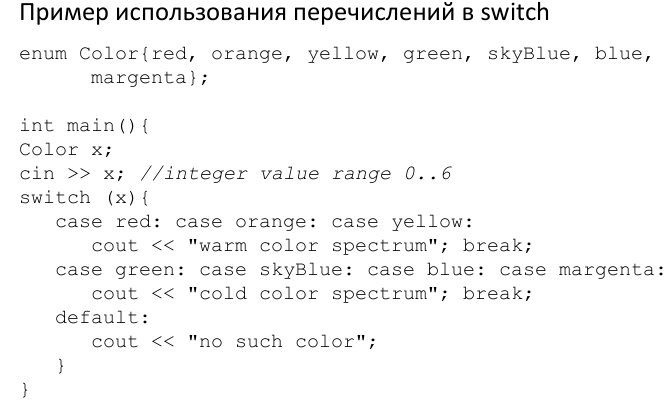 Пример использования перечислений в switch
enum Color{red, orange, yellow, green, skyBlue, blue,
margenta};
int main(){
Color x;
cin >> x; //integer value range 0..6
switch (x){
case red: case orange: case yellow:
cout << "warm color spectrum"; break;
case green: case skyBlue: case blue: case margenta:
cout << "cold color spectrum"; break;
default:
cout << "no such color";
}
}